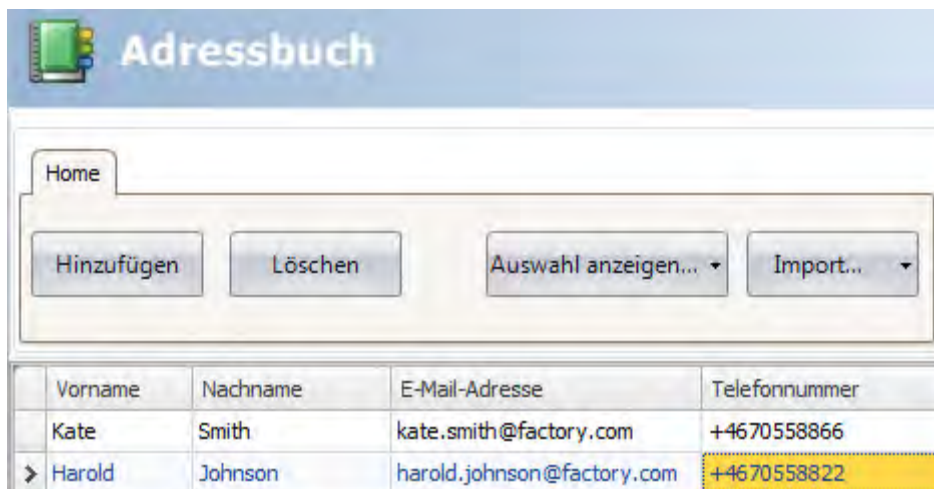 Adressbuch
Home
Hinzufügen Löschen Auswahl anzeigen... Import...
Vorname Nachname E-Mail-Adresse Telefonnummer
Kate Smith kate.smith@factory.com +4670558866
Harold Johnson harold.johnson@factory.com +4670558822